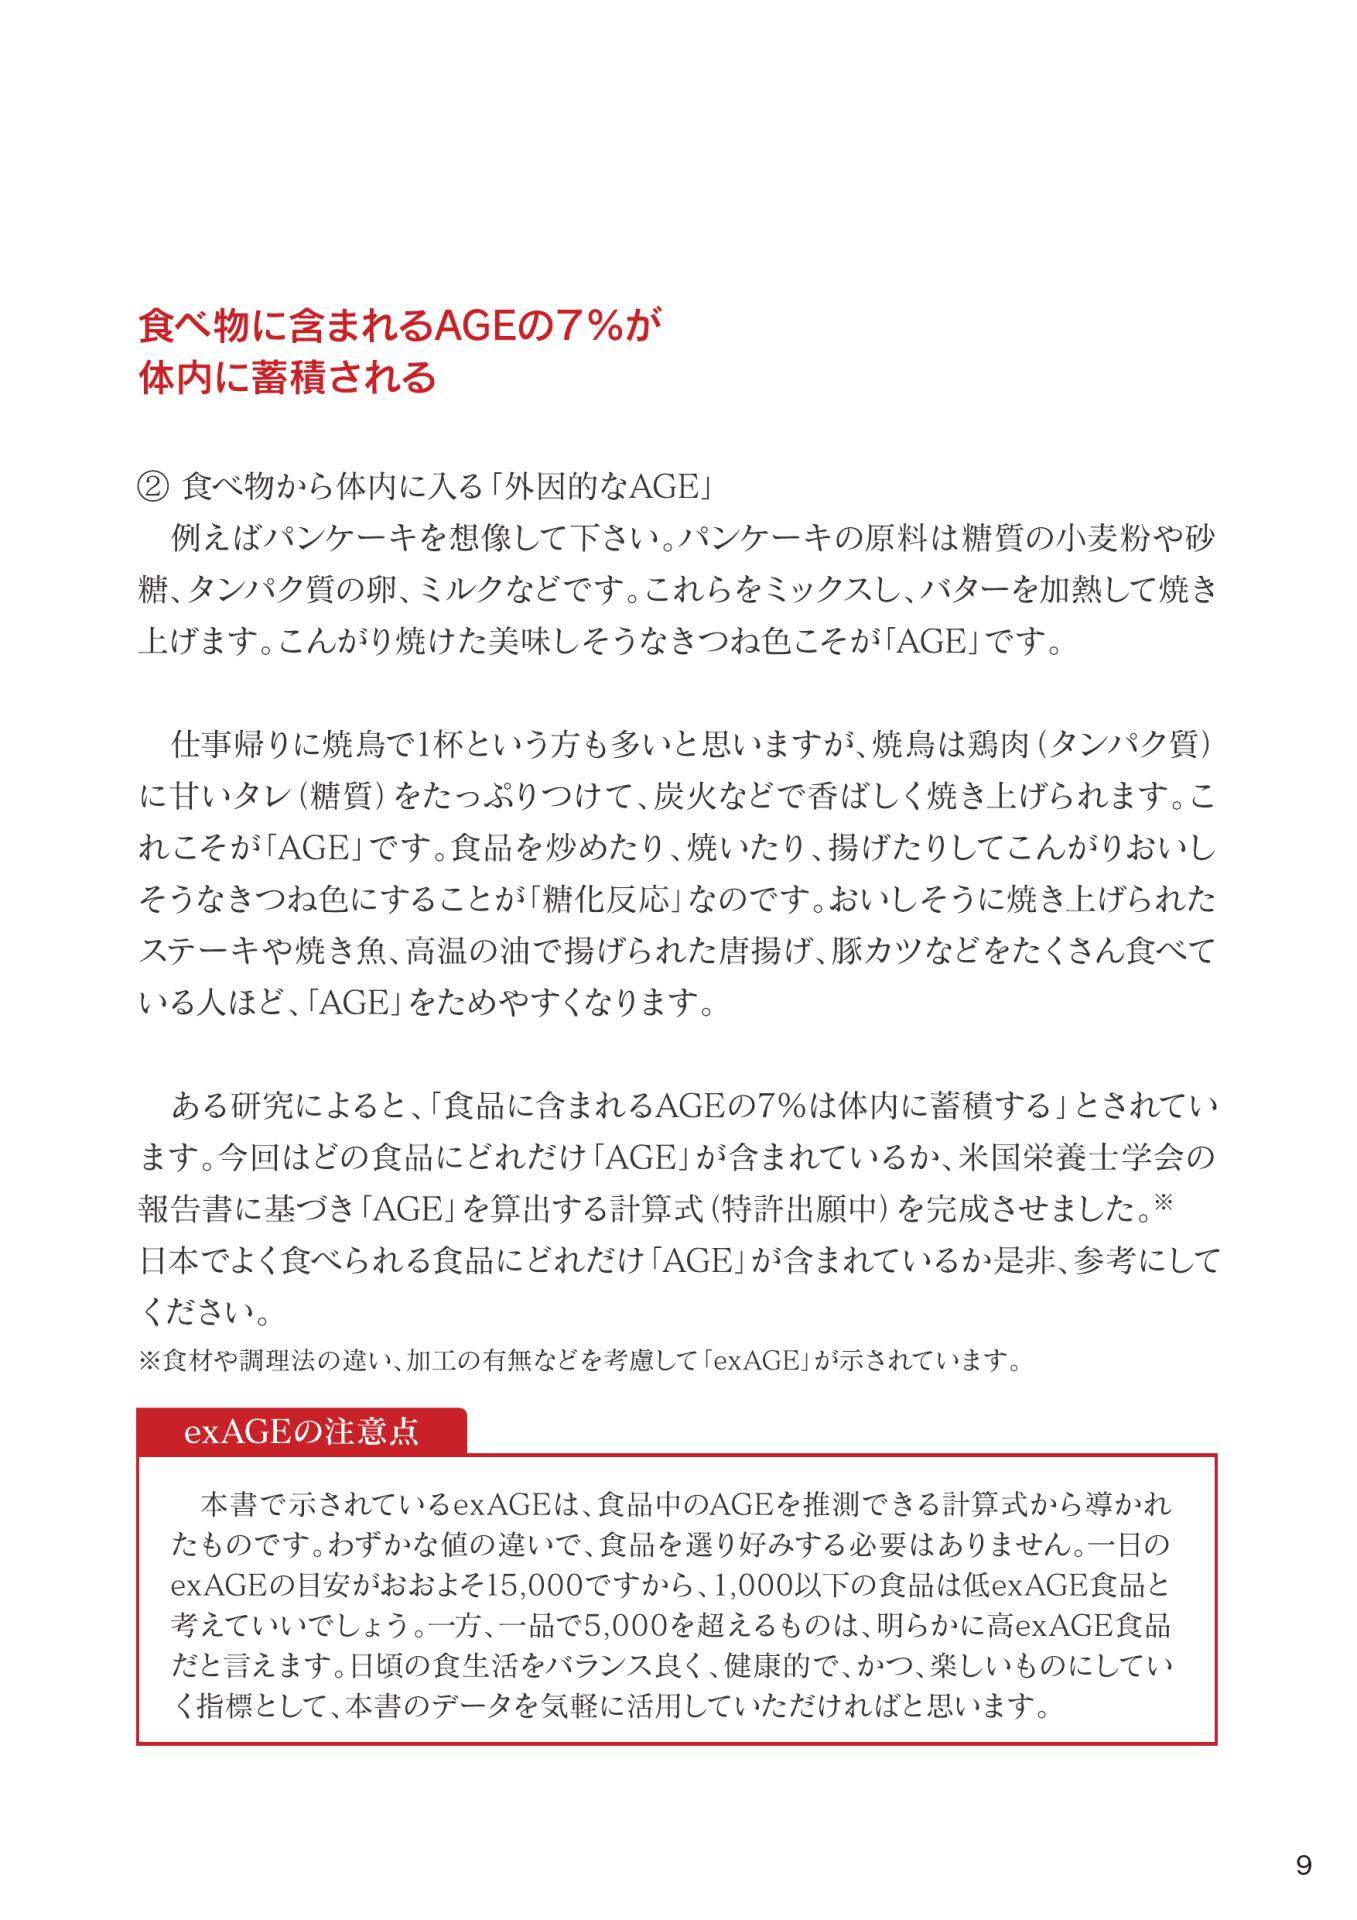 食べ物に含まれるAGEの7％が
体内に蓄積される
② 食べ物から体内に入る「外因的なAGE」
　例えばパンケーキを想像して下さい。パンケーキの原料は糖質の小麦粉や砂
糖、タンパク質の卵、ミルクなどです。これらをミックスし、バターを加熱して焼き
上げます。こんがり焼けた美味しそうなきつね色こそが「AGE」です。
　仕事帰りに焼鳥で1杯という方も多いと思いますが、焼鳥は鶏肉（タンパク質）
に甘いタレ（糖質）をたっぷりつけて、炭火などで香ばしく焼き上げられます。こ
れこそが「AGE」です。食品を炒めたり、焼いたり、揚げたりしてこんがりおいし
そうなきつね色にすることが「糖化反応」なのです。おいしそうに焼き上げられた
ステーキや焼き魚、高温の油で揚げられた唐揚げ、豚カツなどをたくさん食べて
いる人ほど、「AGE」をためやすくなります。
　ある研究によると、「食品に含まれるAGEの7％は体内に蓄積する」とされてい
ます。今回はどの食品にどれだけ「AGE」が含まれているか、米国栄養士学会の
報告書に基づき「AGE」を算出する計算式（特許出願中）を完成させました。※
日本でよく食べられる食品にどれだけ「AGE」が含まれているか是非、参考にして
ください。
※食材や調理法の違い、加工の有無などを考慮して「exAGE」が示されています。
exAGEの注意点
　本書で示されているexAGEは、食品中のAGEを推測できる計算式から導かれ
たものです。わずかな値の違いで、食品を選り好みする必要はありません。一日の
exAGEの目安がおおよそ15,000ですから、1,000以下の食品は低exAGE食品と
考えていいでしょう。一方、一品で5,000を超えるものは、明らかに高exAGE食品
だと言えます。日頃の食生活をバランス良く、健康的で、かつ、楽しいものにしてい
く指標として、本書のデータを気軽に活用していただければと思います。
9